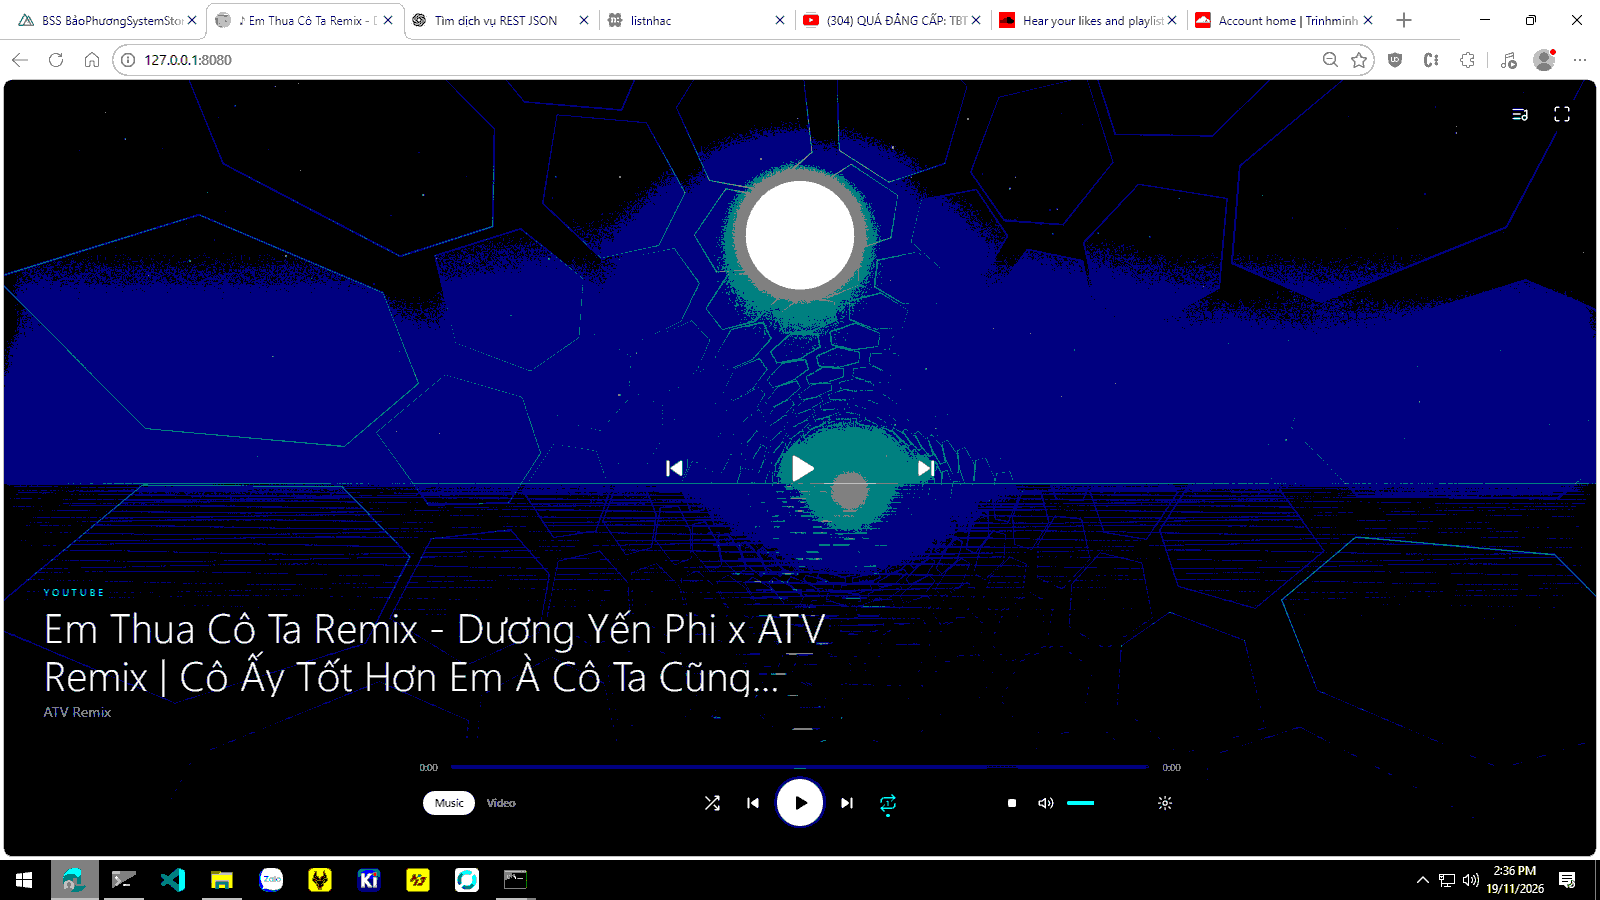 BSS BảoPhươngSystemStor
♪ Em Thua Cô Ta Remix - D
Tìm dịch vụ REST JSON
listnhac
(304) QUÁ ĐẲNG CẤP: TBT
Hear your likes and playlist
Account home | Trinhminh
127.0.0.1:8080
YOUTUBE
Em Thua Cô Ta Remix - Dương Yến Phi x ATV
Remix | Cô Ấy Tốt Hơn Em À Cô Ta Cũng...
ATV Remix
0:00
0:00
Music
Video
Zalo
Ki
2:36 PM
19/11/2026